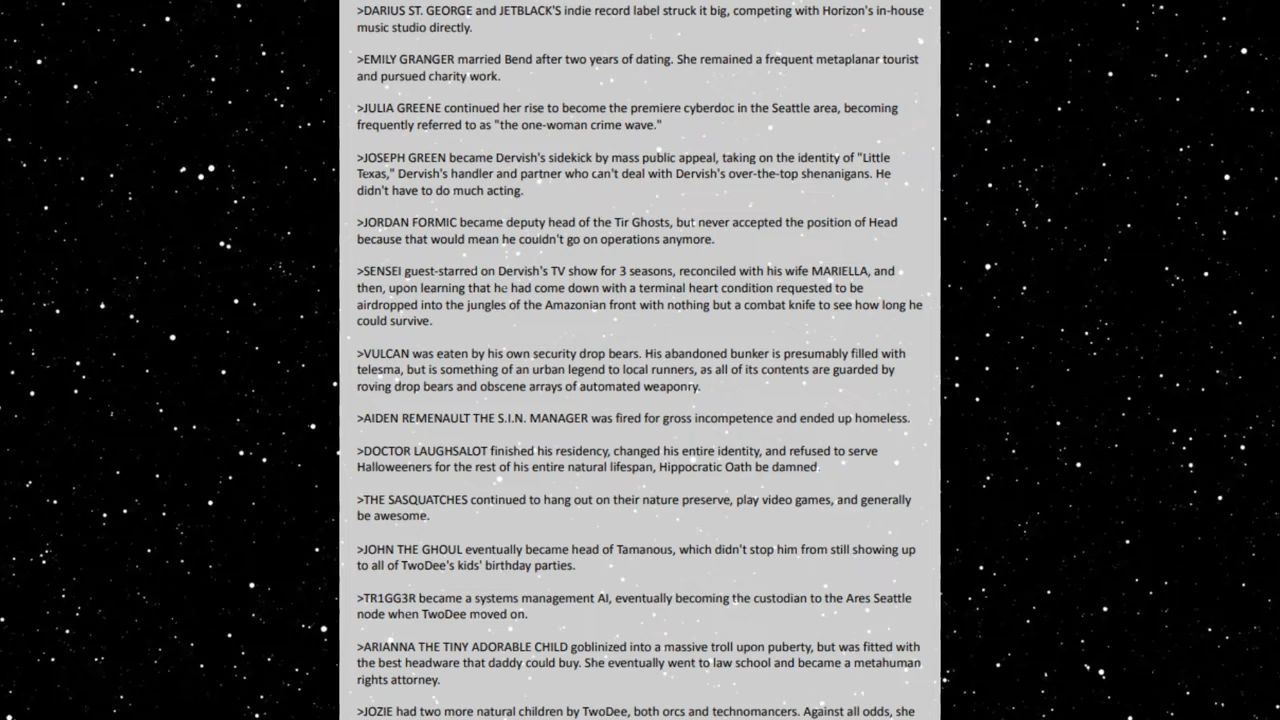 >DARIUS ST. GEORGE and JETBLACK'S indie record label struck it big, competing with Horizon's in-house
music studio directly.
>EMILY GRANGER married Bend after two years of dating. She remained a frequent metaplanar tourist
and pursued charity work.
>JULIA GREENE continued her rise to become the premiere cyberdoc in the Seattle area, becoming
frequently referred to as "the one-woman crime wave."
>JOSEPH GREEN became Dervish's sidekick by mass public appeal, taking on the identity of "Little
Texas," Dervish's handler and partner who can't deal with Dervish's over-the-top shenanigans. He
didn't have to do much acting.
>JORDAN FORMIC became deputy head of the Tir Ghosts, but never accepted the position of Head
because that would mean he couldn't go on operations anymore.
>SENSEI guest-starred on Dervish's TV show for 3 seasons, reconciled with his wife MARIELLA, and
then, upon learning that he had come down with a terminal heart condition requested to be
airdropped into the jungles of the Amazonian front with nothing but a combat knife to see how long he
could survive.
>VULCAN was eaten by his own security drop bears. His abandoned bunker is presumably filled with
telesma, but is something of an urban legend to local runners, as all of its contents are guarded by
roving drop bears and obscene arrays of automated weaponry.
>AIDEN REMENAULT THE S.I.N. MANAGER was fired for gross incompetence and ended up homeless.
>DOCTOR LAUGHSALOT finished his residency, changed his entire identity, and refused to serve
Halloweeners for the rest of his entire natural lifespan, Hippocratic Oath be damned.
>THE SASQUATCHES continued to hang out on their nature preserve, play video games, and generally
be awesome.
>JOHN THE GHOUL eventually became head of Tamanous, which didn't stop him from still showing up
to all of TwoDee's kids' birthday parties.
>TR1GG3R became a systems management AI, eventually becoming the custodian to the Ares Seattle
node when TwoDee moved on.
>ARIANNA THE TINY ADORABLE CHILD goblinized into a massive troll upon puberty, but was fitted with
the best headware that daddy could buy. She eventually went to law school and became a metahuman
rights attorney.
>JOZIE had two more natural children by TwoDee, both orcs and technomancers. Against all odds, she